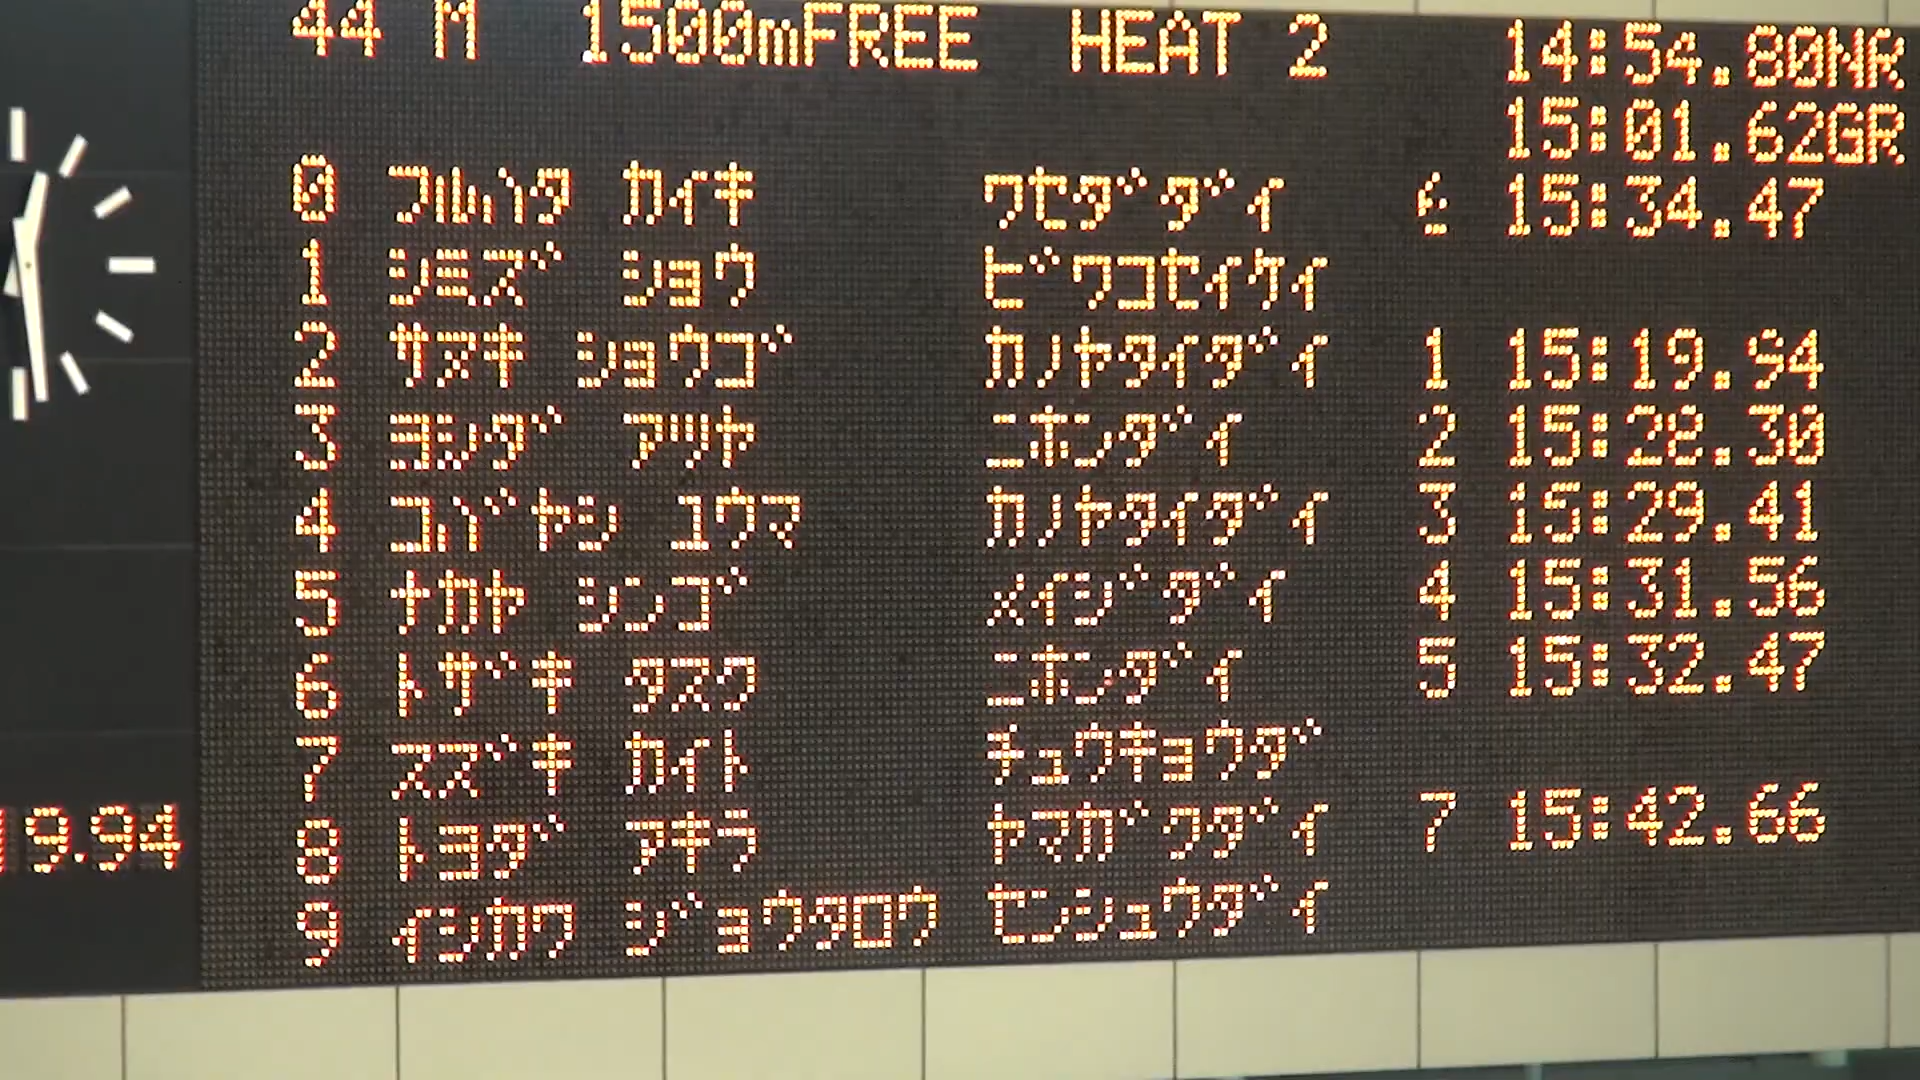 44 M 1500mFREE HEAT 2 14:54.80NR
15:01.62GR
0 フルハタ カイキ ワセダダイ 6 15:34.47
1 シミズ ショウ ビワコセイケイ
2 サヌキ ショウゴ カノヤタイダイ 1 15:19.94
3 ヨシダ アツヤ ニホンダイ 2 15:28.30
4 コバヤシ ユウマ カノヤタイダイ 3 15:29.41
5 ナカヤ シンゴ メイジダイ 4 15:31.56
6 トザキ タスク ニホンダイ 5 15:32.47
7 スズキ カイト チュウキョウダ
8 トヨダ アキラ ヤマガクダイ 7 15:42.66
9 イシカワ ジョウタロウ センシュウダイ
19.94